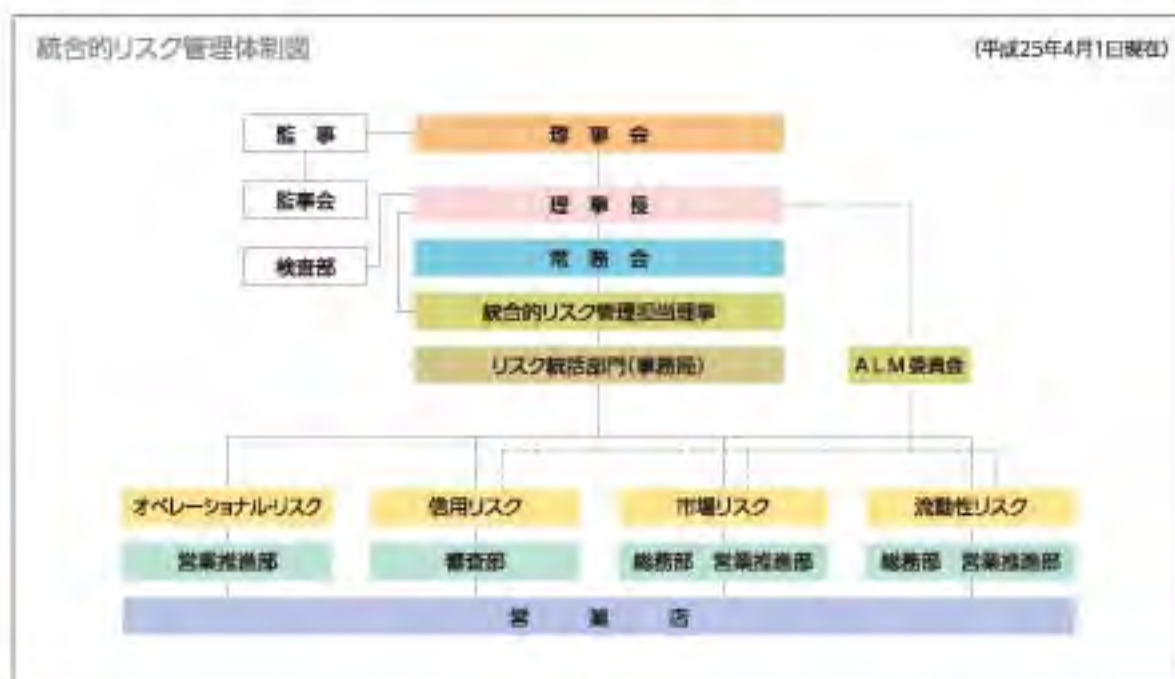 統合的リスク管理体制図
(平成25年4月1日現在)
監 事
理 事 会
監事会
理 事 長
検査部
常 務 会
統合的リスク管理担当理事
リスク統括部門(事務局)
ALM委員会
オペレーショナル・リスク
信用リスク
市場リスク
流動性リスク
営業推進部
審査部
総務部 営業推進部
総務部 営業推進部
営 業 店